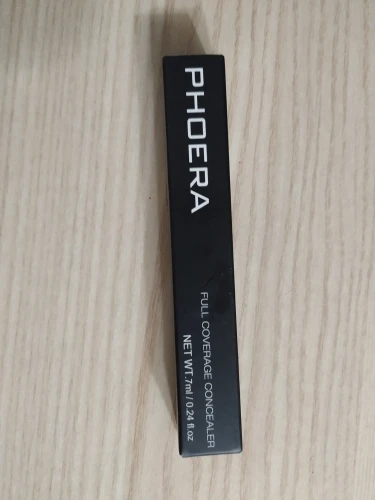 PHOERA
FULL COVERAGE CONCEALER
NET WT.7ml / 0.24 fl.oz